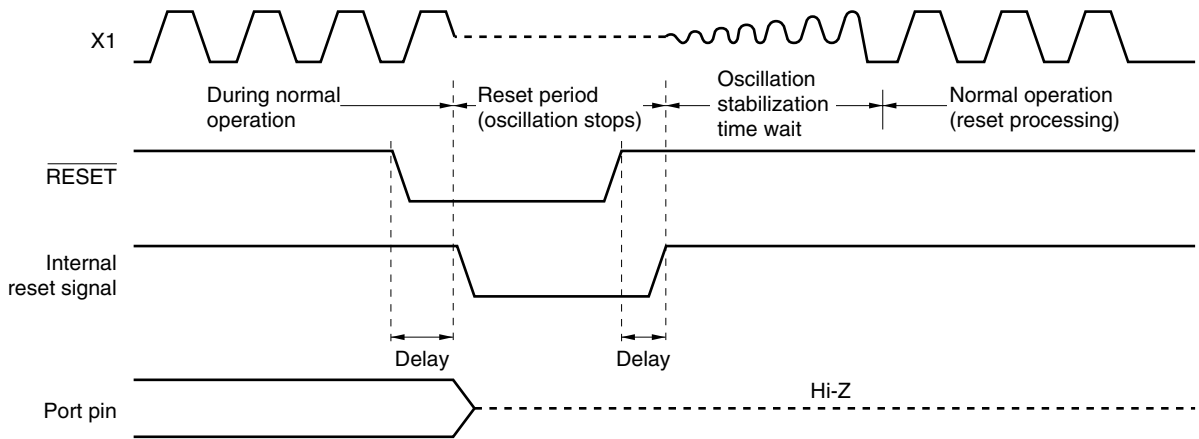 X1
During normal
operation
Reset period
(oscillation stops)
Oscillation
stabilization
time wait
Normal operation
(reset processing)
RESET
Internal
reset signal
Delay
Delay
Port pin
Hi-Z